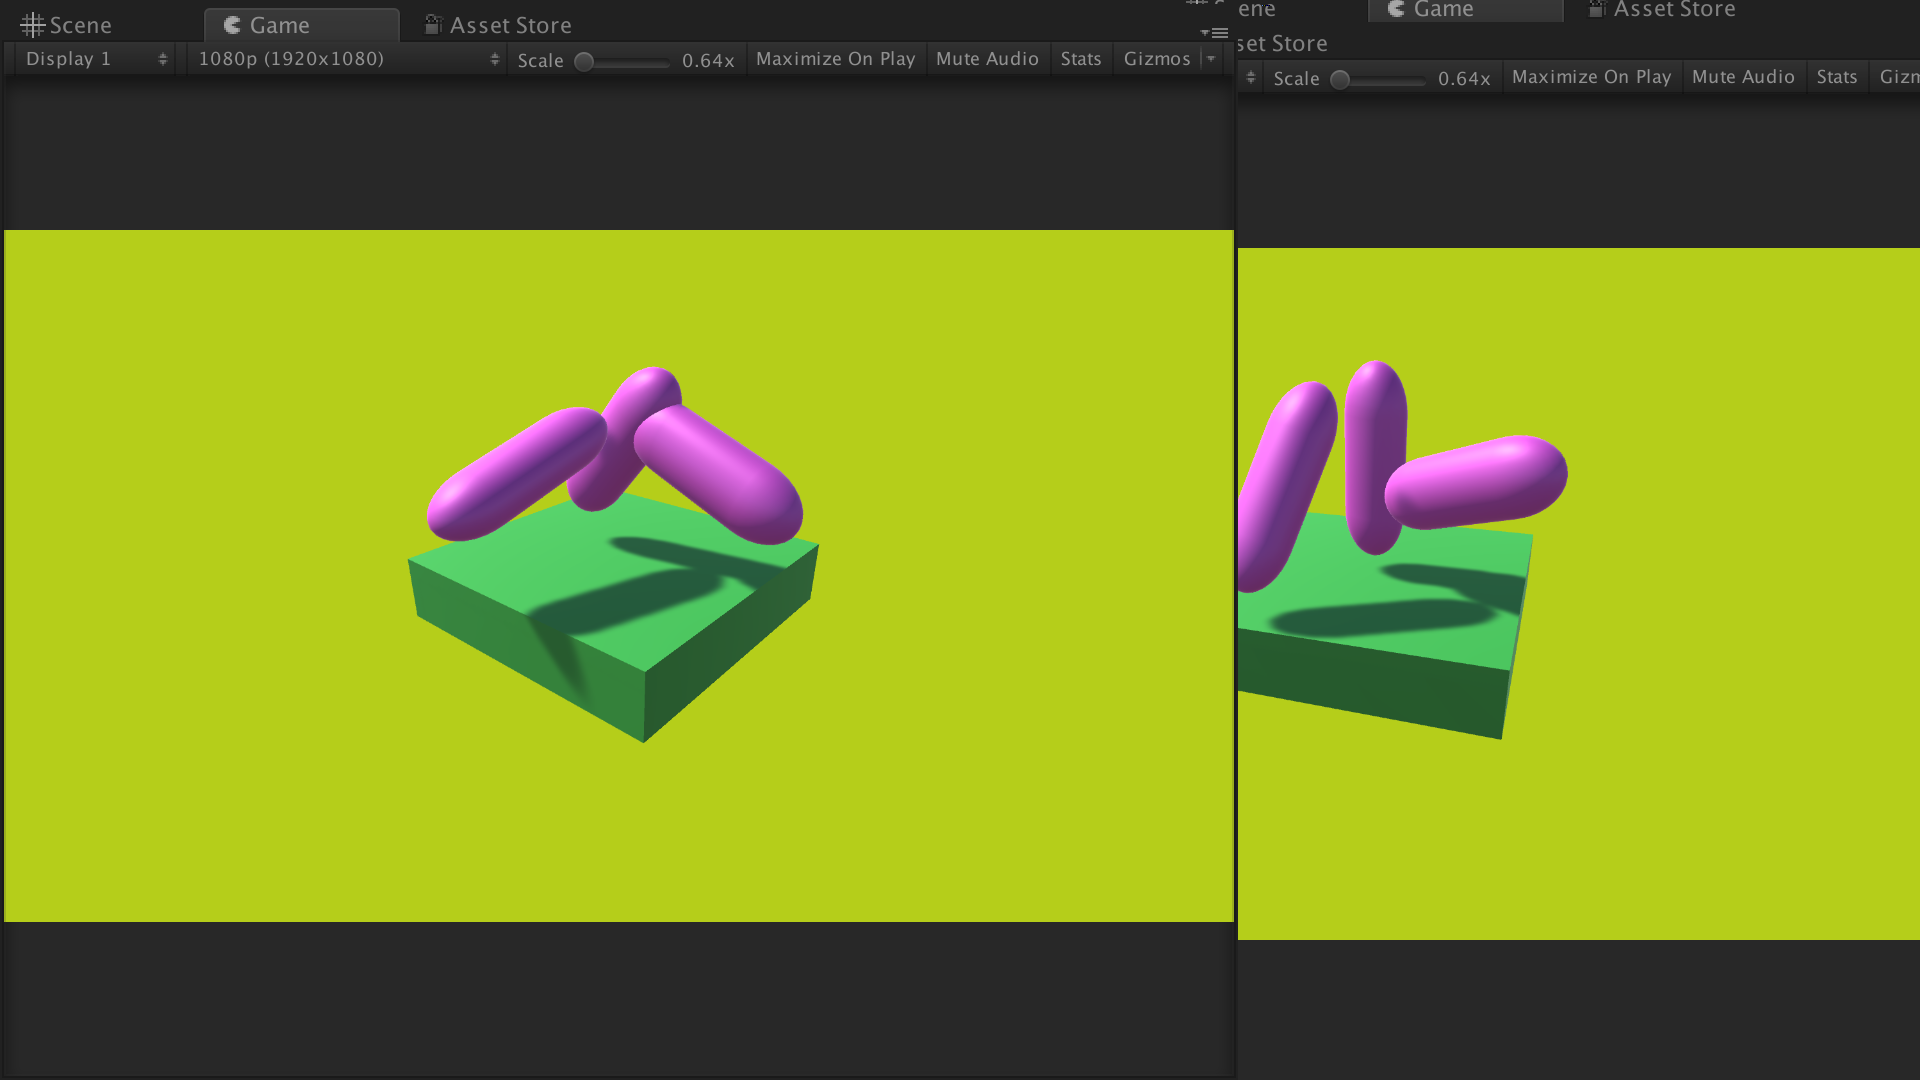 Scene Game Asset Store
Display 1 1080p (1920x1080) Scale 0.64x Maximize On Play Mute Audio Stats Gizmos
ene Game Asset Store
set Store
Scale 0.64x Maximize On Play Mute Audio Stats Gizm